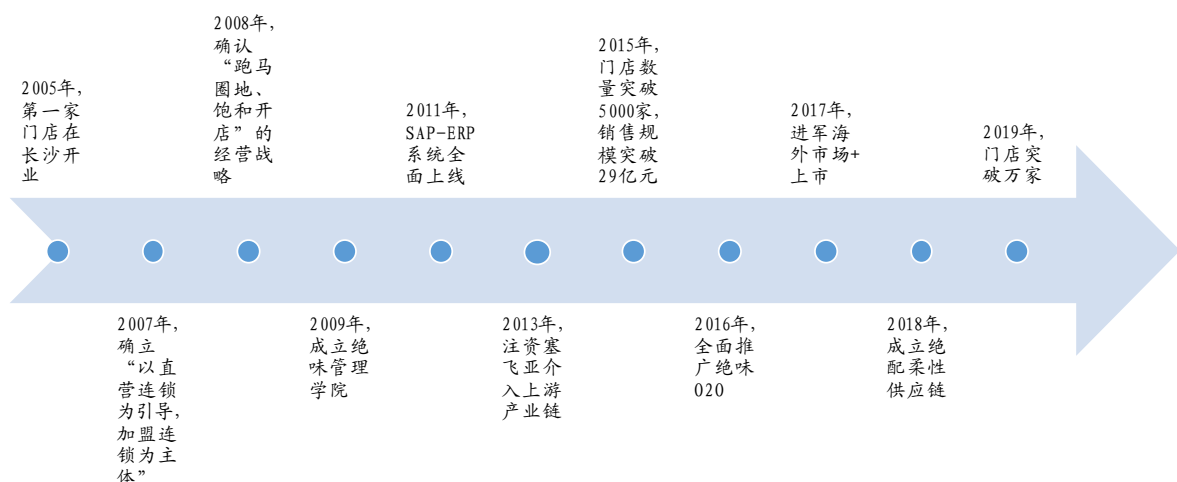 2005年，
第一家
门店在
长沙开
业
2007年，
确立
“以直
营连锁
为引导，
加盟连
锁为主
体”
2008年，
确认
“跑马
圈地、
饱和开
店”的
经营战
略
2009年，
成立绝
味管理
学院
2011年，
SAP-ERP
系统全
面上线
2013年，
注资塞
飞亚介
入上游
产业链
2015年，
门店数
量突破
5000家，
销售规
模突破
29亿元
2016年，
全面推
广绝味
O2O
2017年，
进军海
外市场+
上市
2018年，
成立绝
配柔性
供应链
2019年，
门店突
破万家